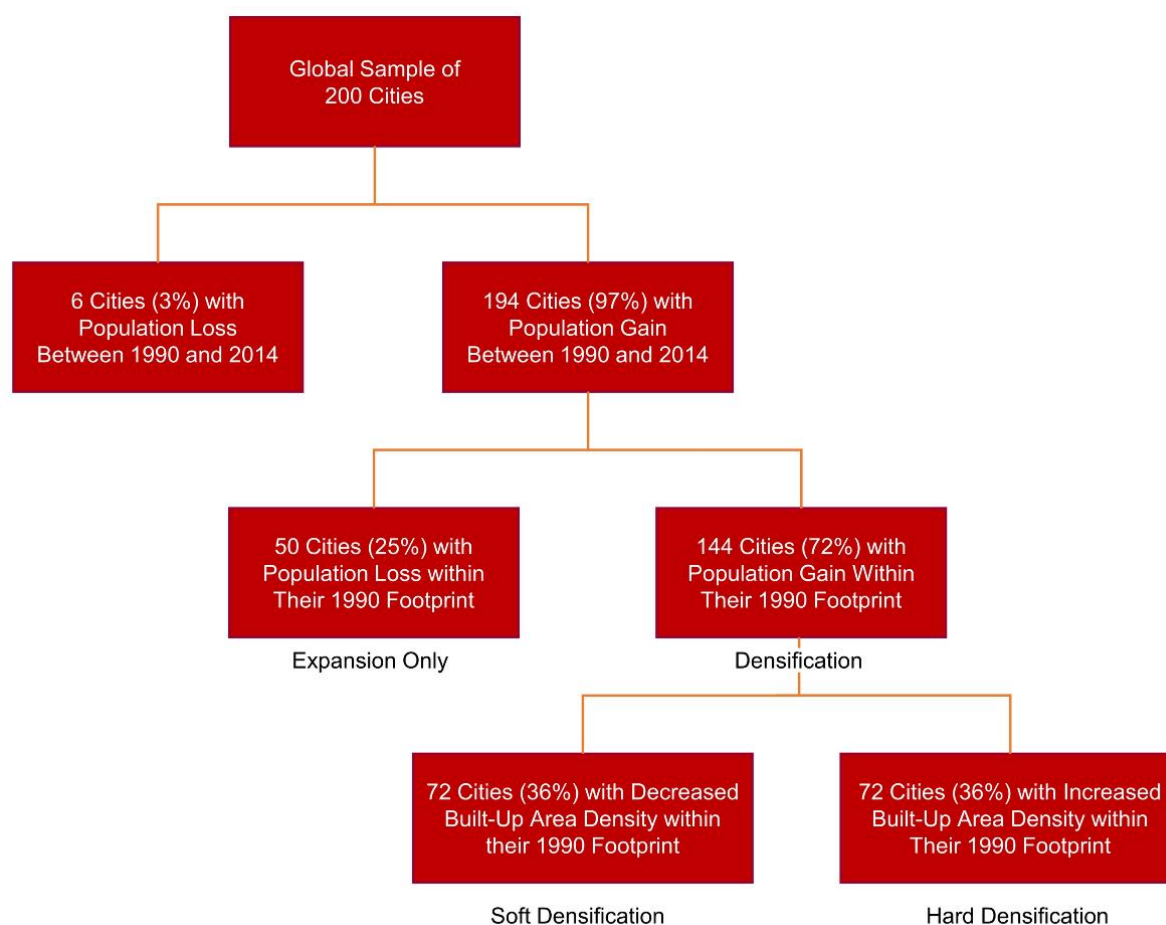 Global Sample of
200 Cities
6 Cities (3%) with
Population Loss
Between 1990 and 2014
194 Cities (97%) with
Population Gain
Between 1990 and 2014
50 Cities (25%) with
Population Loss within
Their 1990 Footprint
Expansion Only
144 Cities (72%) with
Population Gain Within
Their 1990 Footprint
Densification
72 Cities (36%) with Decreased
Built-Up Area Density within
their 1990 Footprint
Soft Densification
72 Cities (36%) with Increased
Built-Up Area Density within
Their 1990 Footprint
Hard Densification